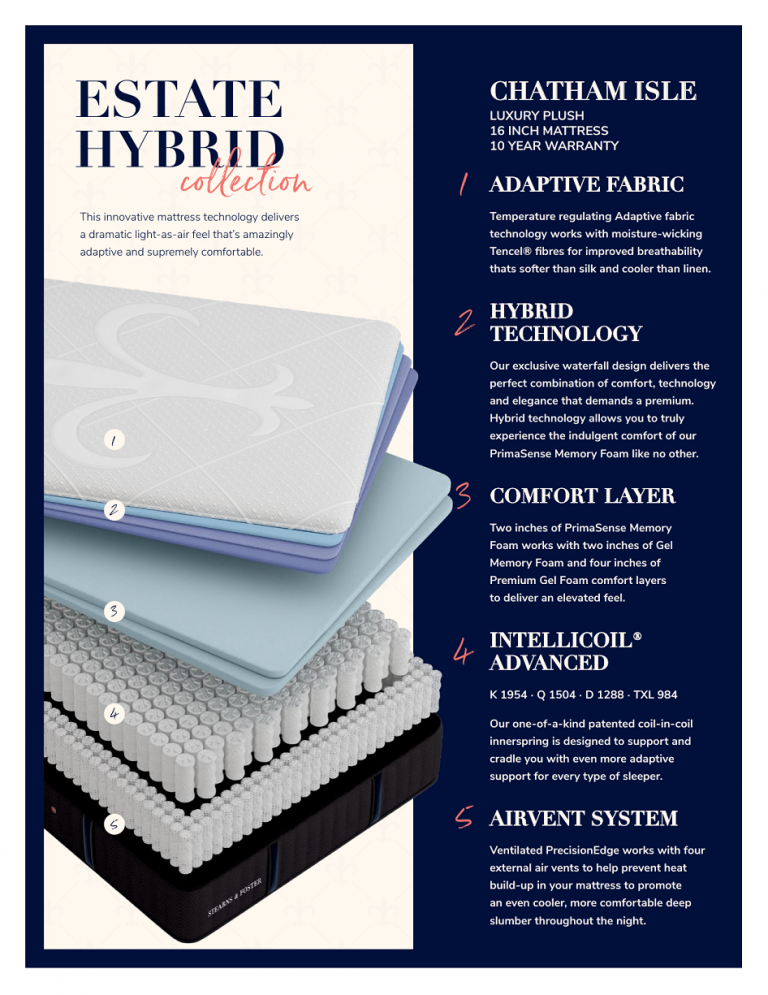 ESTATE
HYBRID
collection
This innovative mattress technology delivers
a dramatic light-as-air feel that's amazingly
adaptive and supremely comfortable.
1
2
3
4
5
STEARNS & FOSTER
CHATHAM ISLE
LUXURY PLUSH
16 INCH MATTRESS
10 YEAR WARRANTY
1 ADAPTIVE FABRIC
Temperature regulating Adaptive fabric
technology works with moisture-wicking
Tencel® fibres for improved breathability
thats softer than silk and cooler than linen.
2 HYBRID
TECHNOLOGY
Our exclusive waterfall design delivers the
perfect combination of comfort, technology
and elegance that demands a premium.
Hybrid technology allows you to truly
experience the indulgent comfort of our
PrimaSense Memory Foam like no other.
3 COMFORT LAYER
Two inches of PrimaSense Memory
Foam works with two inches of Gel
Memory Foam and four inches of
Premium Gel Foam comfort layers
to deliver an elevated feel.
4 INTELLICOIL®
ADVANCED
K 1954 · Q 1504 · D 1288 · TXL 984
Our one-of-a-kind patented coil-in-coil
innerspring is designed to support and
cradle you with even more adaptive
support for every type of sleeper.
5 AIRVENT SYSTEM
Ventilated PrecisionEdge works with four
external air vents to help prevent heat
build-up in your mattress to promote
an even cooler, more comfortable deep
slumber throughout the night.